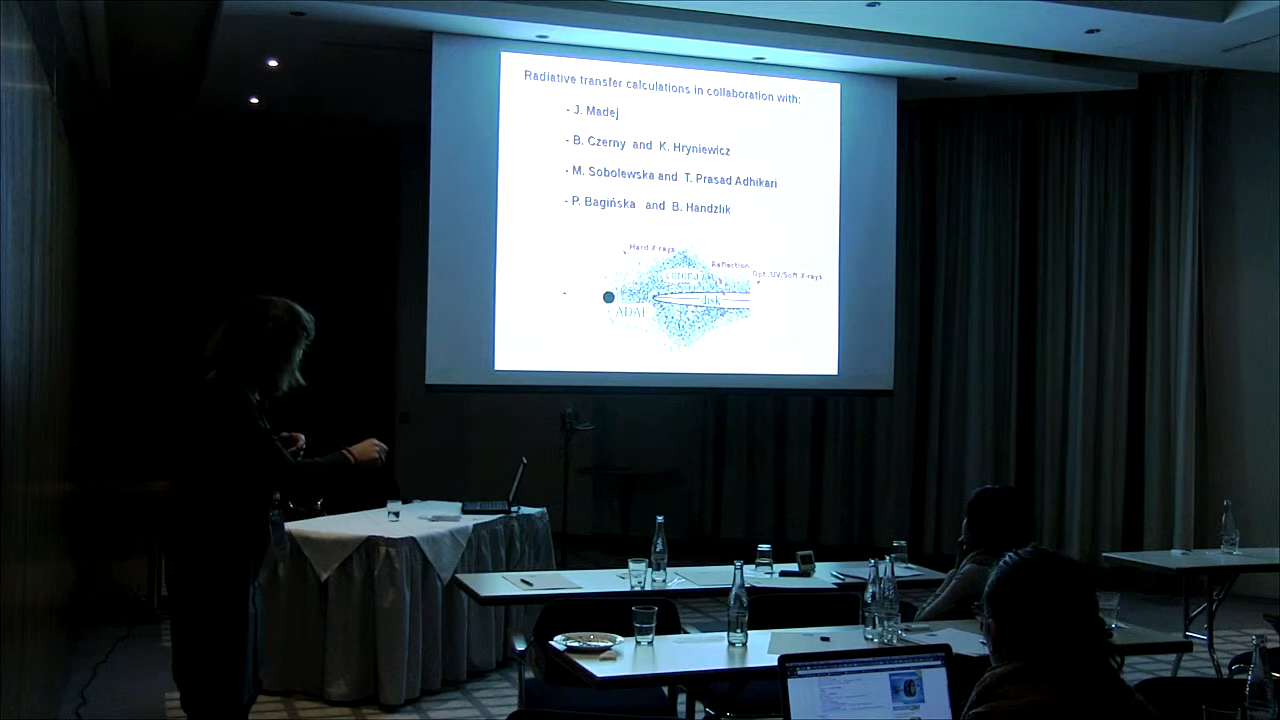 Radiative transfer calculations in collaboration with:
- J. Madej
- B. Czerny and K. Hryniewicz
- M. Sobolewska and T. Prasad Adhikari
- P. Bagińska and B. Handzlik
Hard X-rays
Reflection
Opt./UV/Soft X-rays
corona
disk
ADAF